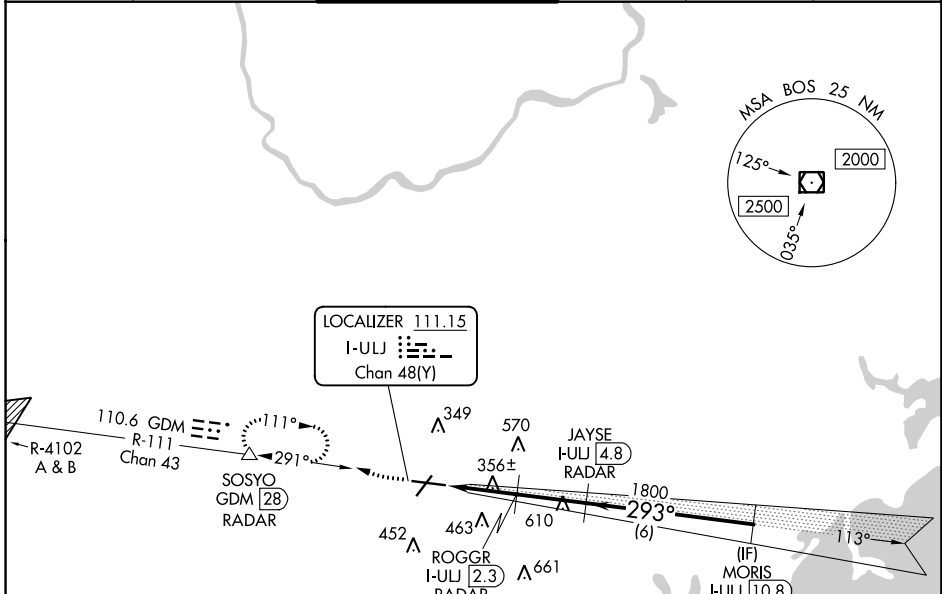 MSA BOS 25 NM
125°
2000
2500
035°
LOCALIZER 111.15
I-ULJ
Chan 48(Y)
110.6 GDM
R-111
Chan 43
R-4102
A & B
111°
291°
SOSYO
GDM 28
RADAR
349
570
356±
JAYSE
I-ULJ 4.8
RADAR
1800
293°
(6)
113°
610
463
452
661
ROGGR
I-ULJ 2.3
RADAR
(IF)
MORIS
I-ULJ 10.8